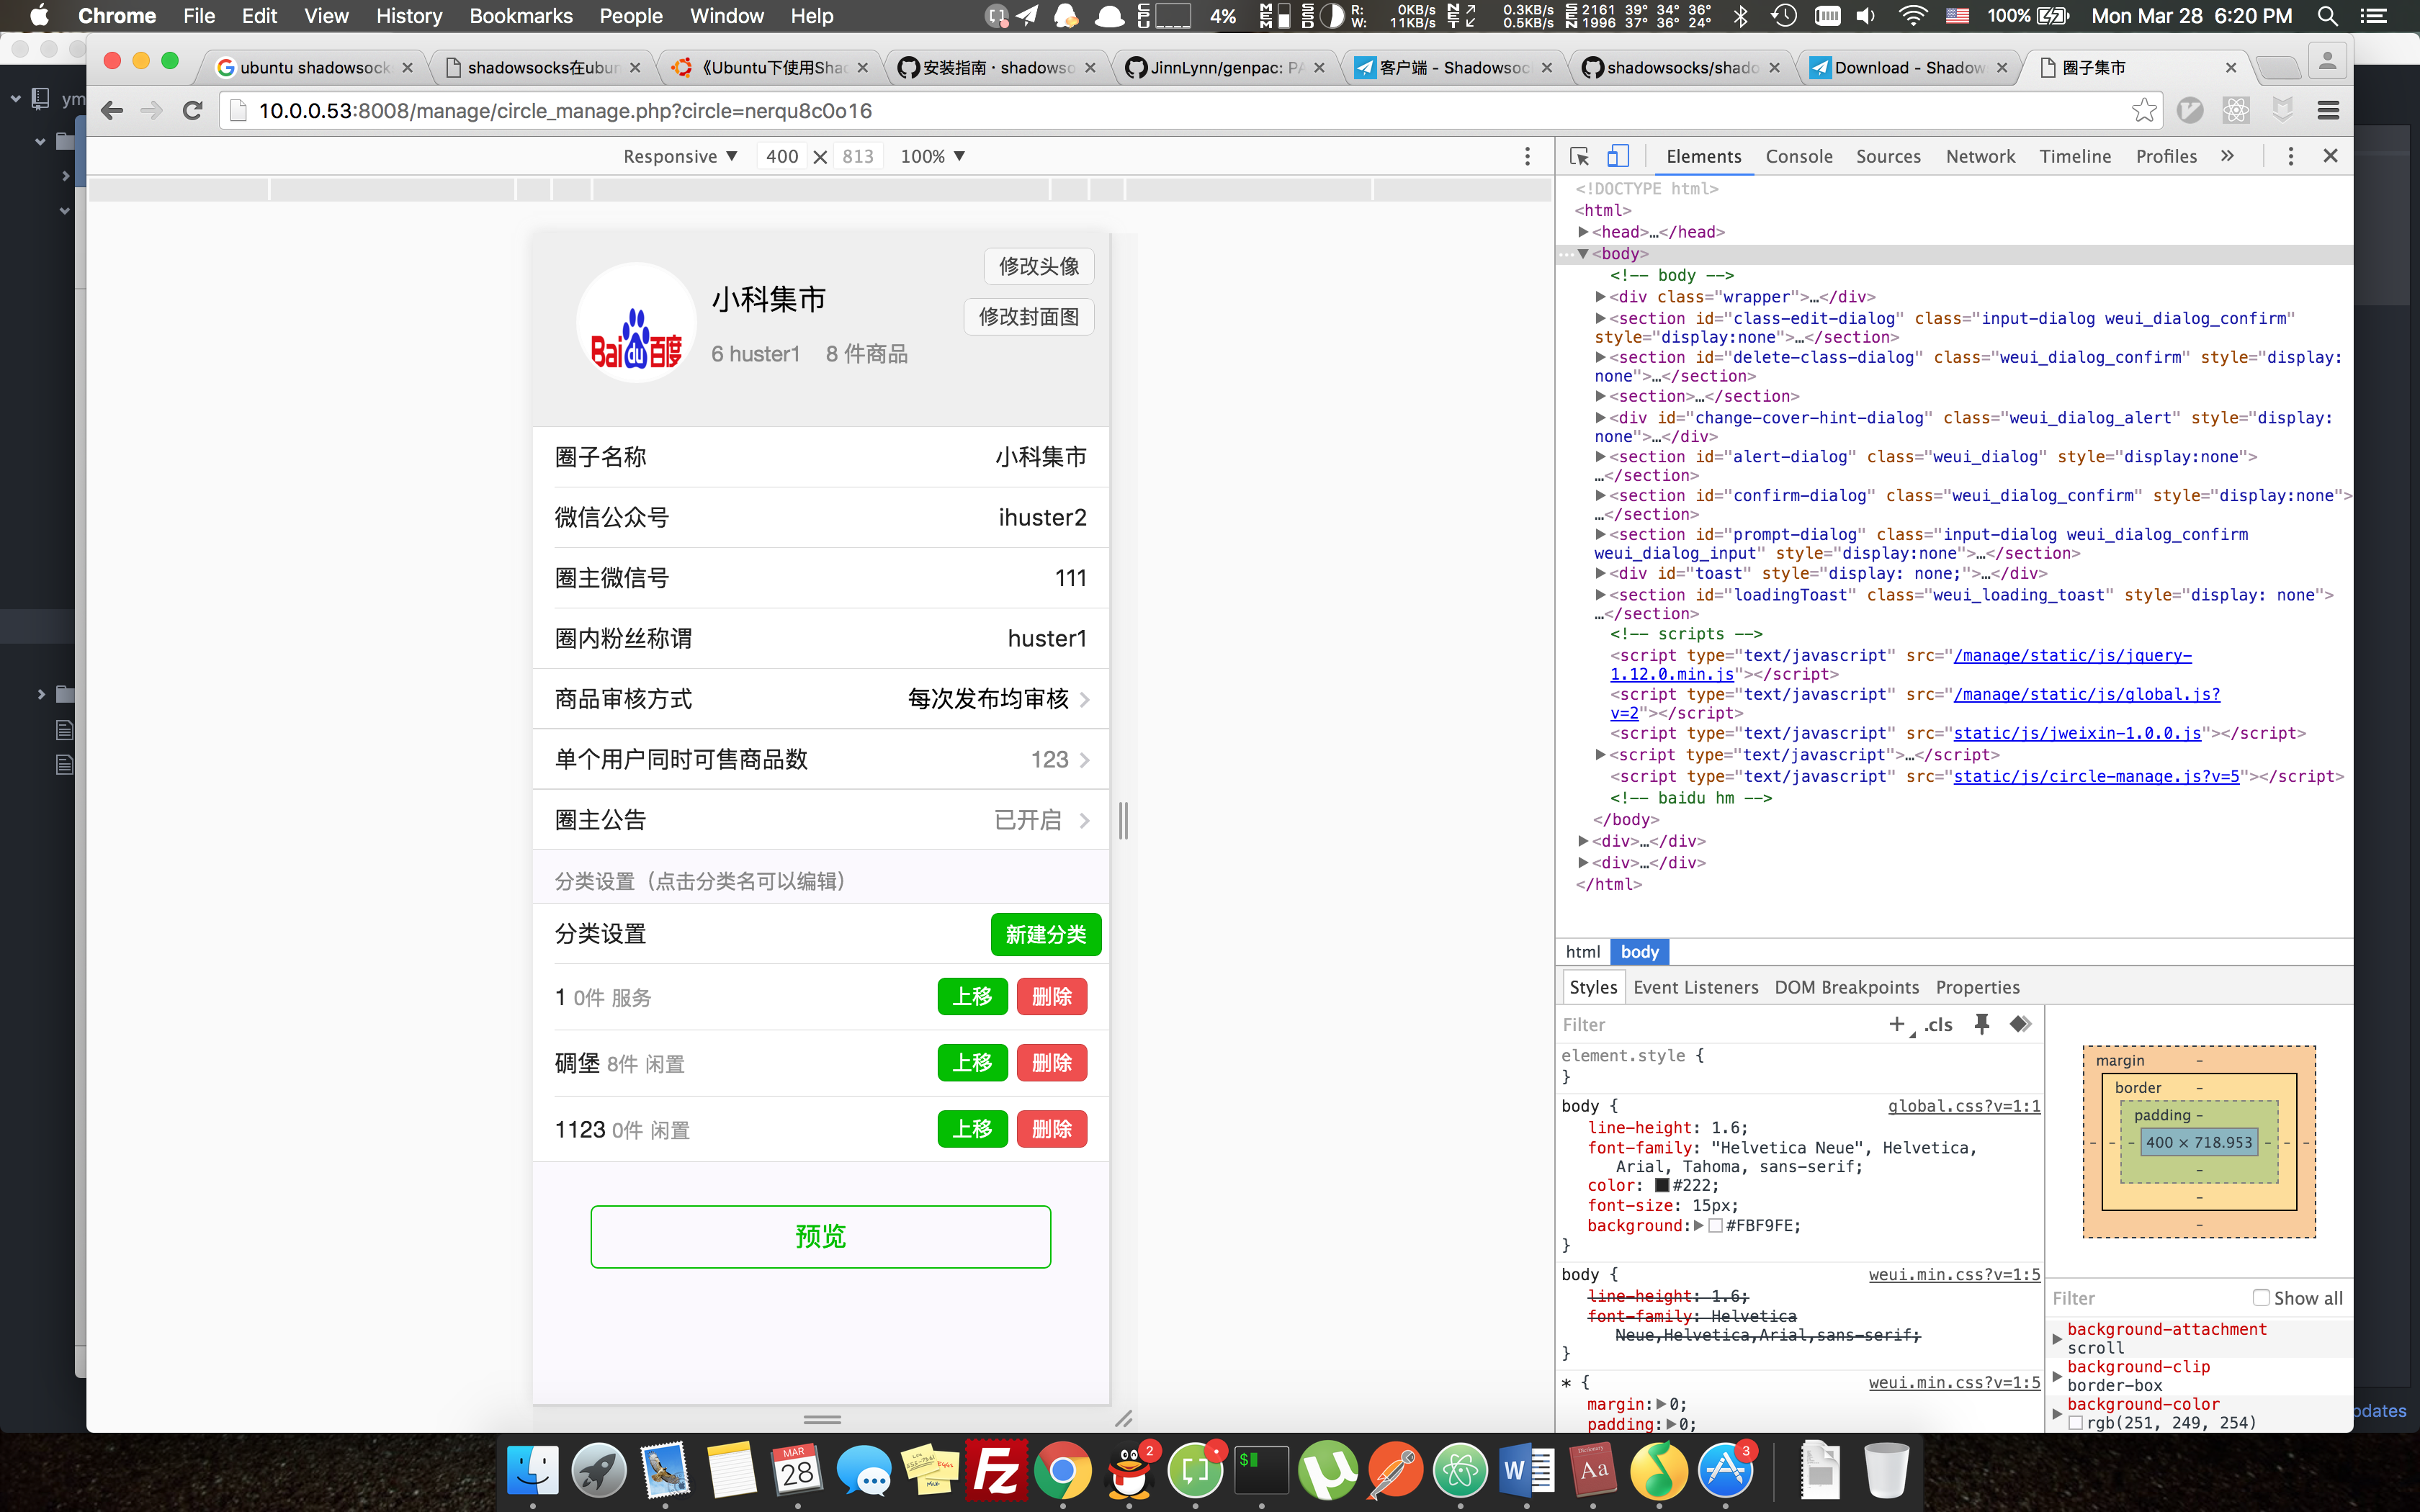 Chrome File Edit View History Bookmarks People Window Help
4% R: 0KB/s W: 11KB/s 0.3KB/s 0.5KB/s 2161 39° 34° 36° 1996 37° 36° 24° 100% Mon Mar 28 6:20 PM
ubuntu shadowsock
shadowsocks在ubun
《Ubuntu下使用Sha
安装指南 · shadowso
JinnLynn/genpac: PA
客户端 - Shadowsoc
shadowsocks/shado
Download - Shadow
圈子集市
10.0.0.53:8008/manage/circle_manage.php?circle=nerqu8c0o16
ym
Responsive ▼ 400 × 813 100% ▼
修改头像
小科集市
修改封面图
Bai du 百度
6 huster1 8 件商品
圈子名称 小科集市
微信公众号 ihuster2
圈主微信号 111
圈内粉丝称谓 huster1
商品审核方式 每次发布均审核
单个用户同时可售商品数 123
圈主公告 已开启
分类设置（点击分类名可以编辑）
分类设置 新建分类
1 0件 服务 上移 删除
碉堡 8件 闲置 上移 删除
1123 0件 闲置 上移 删除
预览
Elements Console Sources Network Timeline Profiles »
<!DOCTYPE html>
<html>
▶<head>…</head>
…▼<body>
<!-- body -->
▶<div class="wrapper">…</div>
▶<section id="class-edit-dialog" class="input-dialog weui_dialog_confirm"
style="display:none">…</section>
▶<section id="delete-class-dialog" class="weui_dialog_confirm" style="display:
none">…</section>
▶<section>…</section>
▶<div id="change-cover-hint-dialog" class="weui_dialog_alert" style="display:
none">…</div>
▶<section id="alert-dialog" class="weui_dialog" style="display:none">
…</section>
▶<section id="confirm-dialog" class="weui_dialog_confirm" style="display:none">
…</section>
▶<section id="prompt-dialog" class="input-dialog weui_dialog_confirm
weui_dialog_input" style="display:none">…</section>
▶<div id="toast" style="display: none;">…</div>
▶<section id="loadingToast" class="weui_loading_toast" style="display: none">
…</section>
<!-- scripts -->
<script type="text/javascript" src="/manage/static/js/jquery-
1.12.0.min.js"></script>
<script type="text/javascript" src="/manage/static/js/global.js?
v=2"></script>
<script type="text/javascript" src="static/js/jweixin-1.0.0.js"></script>
▶<script type="text/javascript">…</script>
<script type="text/javascript" src="static/js/circle-manage.js?v=5"></script>
<!-- baidu hm -->
</body>
▶<div>…</div>
▶<div>…</div>
</html>
html body
Styles Event Listeners DOM Breakpoints Properties
Filter + .cls
element.style {
}
body { global.css?v=1:1
line-height: 1.6;
font-family: "Helvetica Neue", Helvetica,
Arial, Tahoma, sans-serif;
color: #222;
font-size: 15px;
background:▶#FBF9FE;
}
body { weui.min.css?v=1:5
line-height: 1.6;
font-family: Helvetica
Neue,Helvetica,Arial,sans-serif;
}
* { weui.min.css?v=1:5
margin:▶0;
padding:▶0;
margin –
border –
padding –
– – – 400 × 718.953 – – –
–
–
–
Filter Show all
▶ background-attachment
scroll
▶ background-clip
border-box
▶ background-color
rgb(251, 249, 254)
pdates
MAR
28
Fz
2
$
µ
W
Dictionary
Aa
3